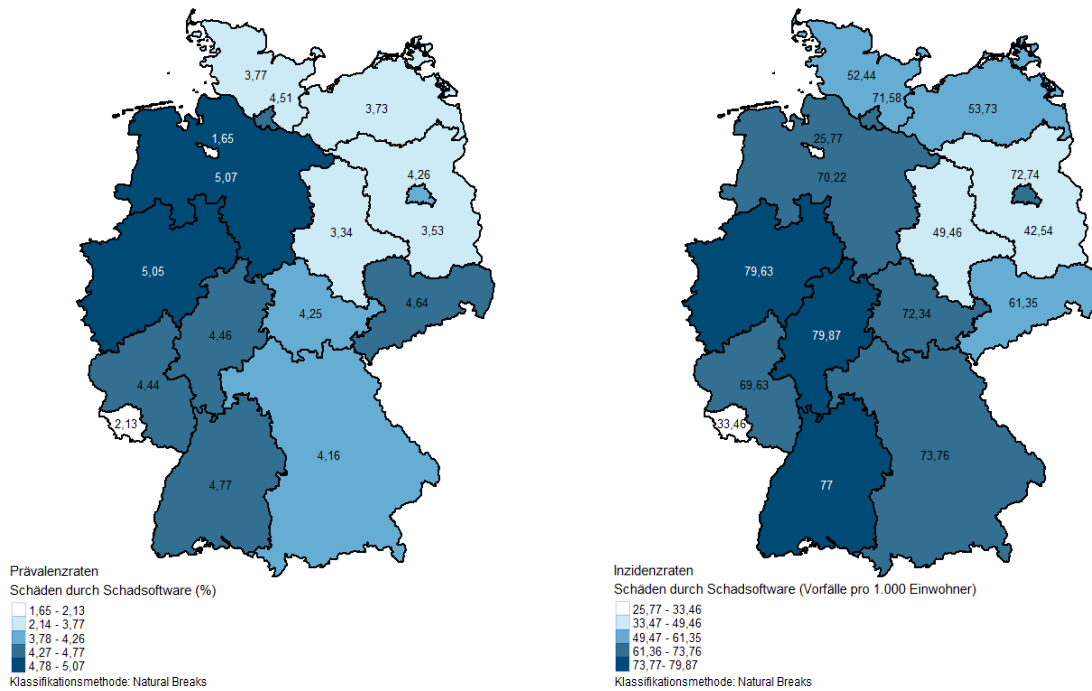 3,77
4,51
3,73
1,65
5,07
4,26
3,34
3,53
5,05
4,64
4,25
4,46
4,44
2,13
4,16
4,77
Prävalenzraten
Schäden durch Schadsoftware (%)
1,65 - 2,13
2,14 - 3,77
3,78 - 4,26
4,27 - 4,77
4,78 - 5,07
Klassifikationsmethode: Natural Breaks
52,44
71,58
53,73
25,77
70,22
72,74
49,46
42,54
79,63
61,35
72,34
79,87
69,63
33,46
73,76
77
Inzidenzraten
Schäden durch Schadsoftware (Vorfälle pro 1.000 Einwohner)
25,77 - 33,46
33,47 - 49,46
49,47 - 61,35
61,36 - 73,76
73,77- 79,87
Klassifikationsmethode: Natural Breaks